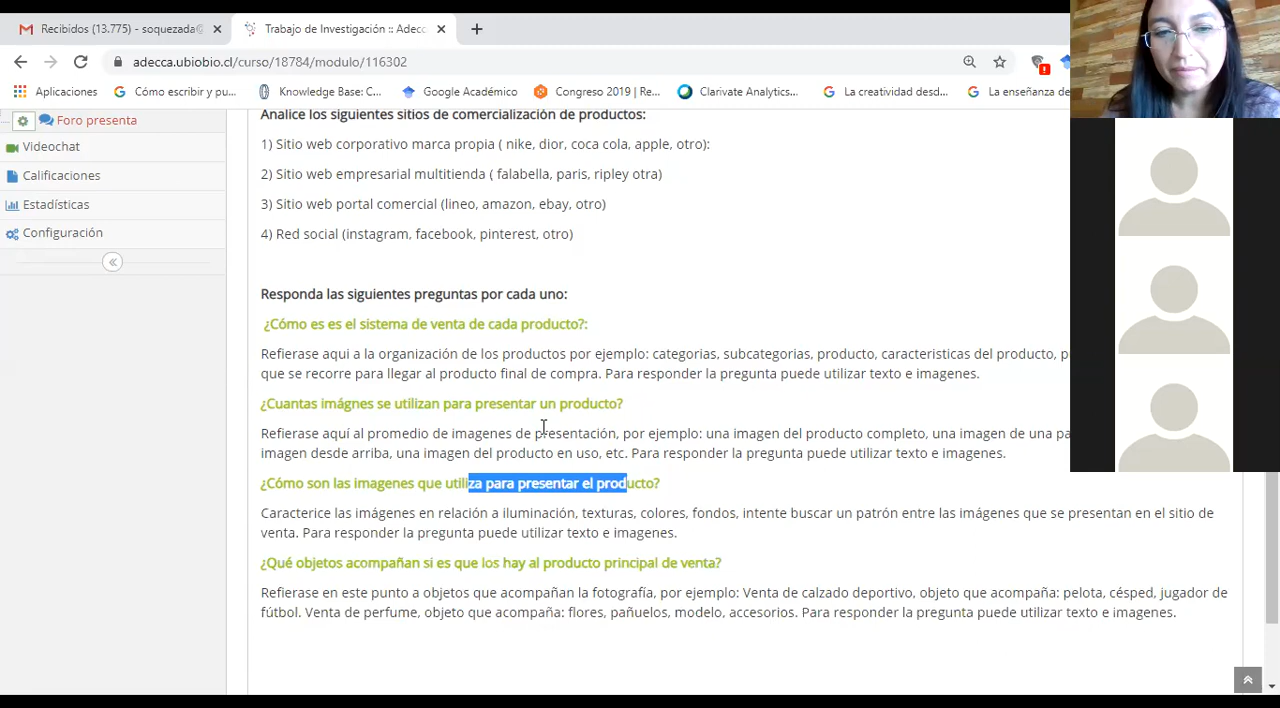 Recibidos (13.775) - soquezada@
Trabajo de Investigación :: Adecc
adecca.ubiobio.cl/curso/18784/modulo/116302
Aplicaciones
Cómo escribir y pu...
Knowledge Base: C...
Google Académico
Congreso 2019 | Re...
Clarivate Analytics...
La creatividad desd...
La enseñanza de
Foro presenta
Videochat
Calificaciones
Estadísticas
Configuración
Analice los siguientes sitios de comercialización de productos:
1) Sitio web corporativo marca propia ( nike, dior, coca cola, apple, otro):
2) Sitio web empresarial multitienda ( falabella, paris, ripley otra)
3) Sitio web portal comercial (lineo, amazon, ebay, otro)
4) Red social (instagram, facebook, pinterest, otro)
Responda las siguientes preguntas por cada uno:
¿Cómo es es el sistema de venta de cada producto?:
Refierase aqui a la organización de los productos por ejemplo: categorias, subcategorias, producto, caracteristicas del producto, p
que se recorre para llegar al producto final de compra. Para responder la pregunta puede utilizar texto e imagenes.
¿Cuantas imágnes se utilizan para presentar un producto?
Refierase aquí al promedio de imagenes de presentación, por ejemplo: una imagen del producto completo, una imagen de una pa
imagen desde arriba, una imagen del producto en uso, etc. Para responder la pregunta puede utilizar texto e imagenes.
¿Cómo son las imagenes que utiliza para presentar el producto?
Caracterice las imágenes en relación a iluminación, texturas, colores, fondos, intente buscar un patrón entre las imágenes que se presentan en el sitio de
venta. Para responder la pregunta puede utilizar texto e imagenes.
¿Qué objetos acompañan si es que los hay al producto principal de venta?
Refierase en este punto a objetos que acompañan la fotografía, por ejemplo: Venta de calzado deportivo, objeto que acompaña: pelota, césped, jugador de
fútbol. Venta de perfume, objeto que acompaña: flores, pañuelos, modelo, accesorios. Para responder la pregunta puede utilizar texto e imagenes.